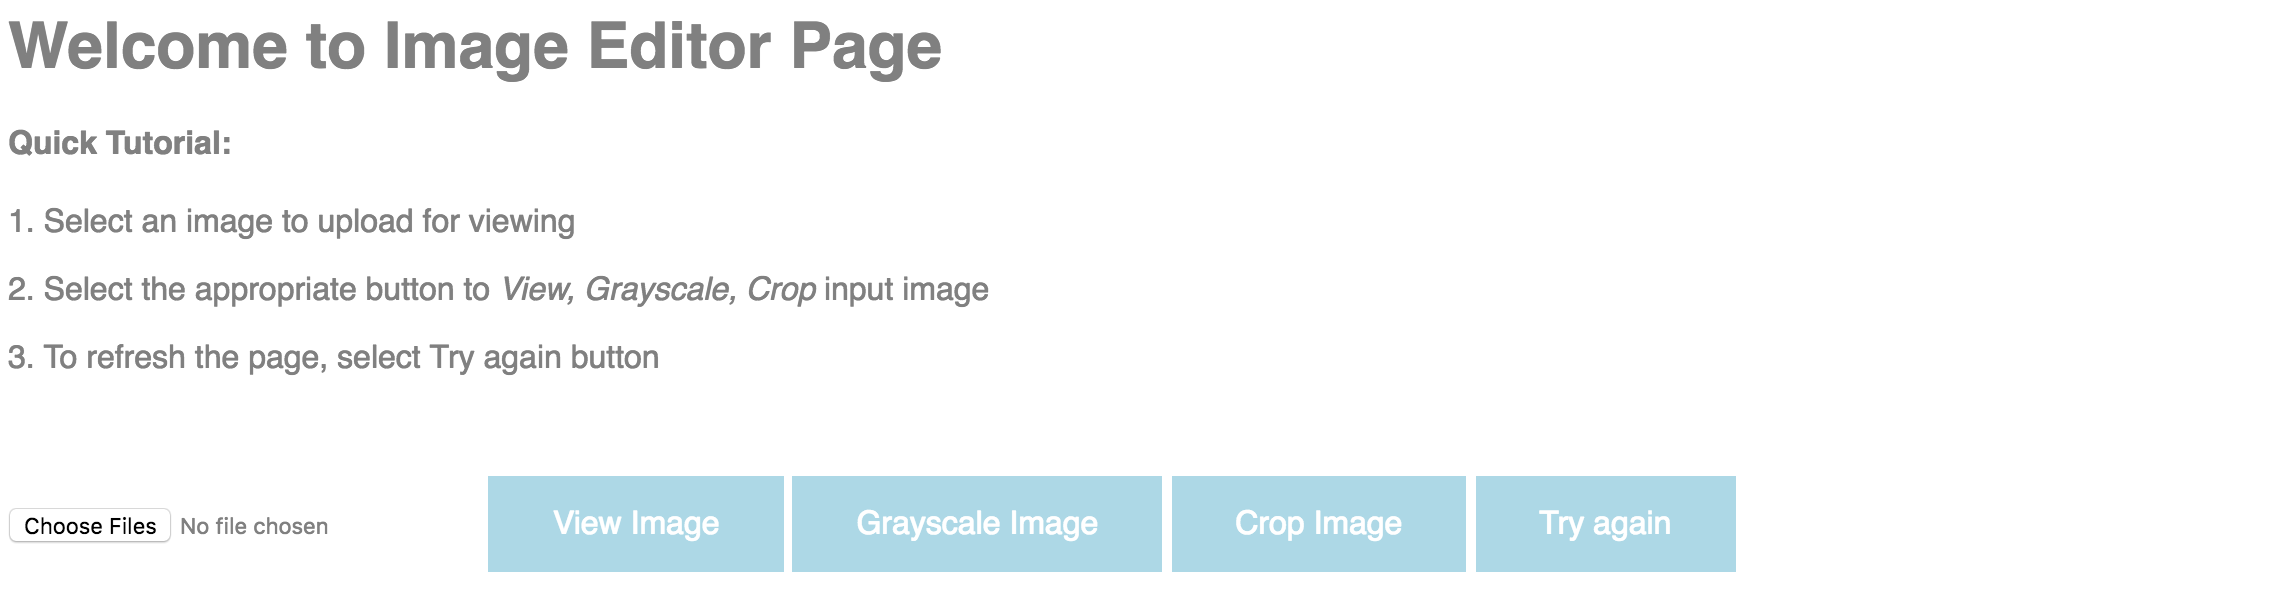 Welcome to Image Editor Page
Quick Tutorial:
1. Select an image to upload for viewing
2. Select the appropriate button to View, Grayscale, Crop input image
3. To refresh the page, select Try again button
Choose Files No file chosen View Image Grayscale Image Crop Image Try again